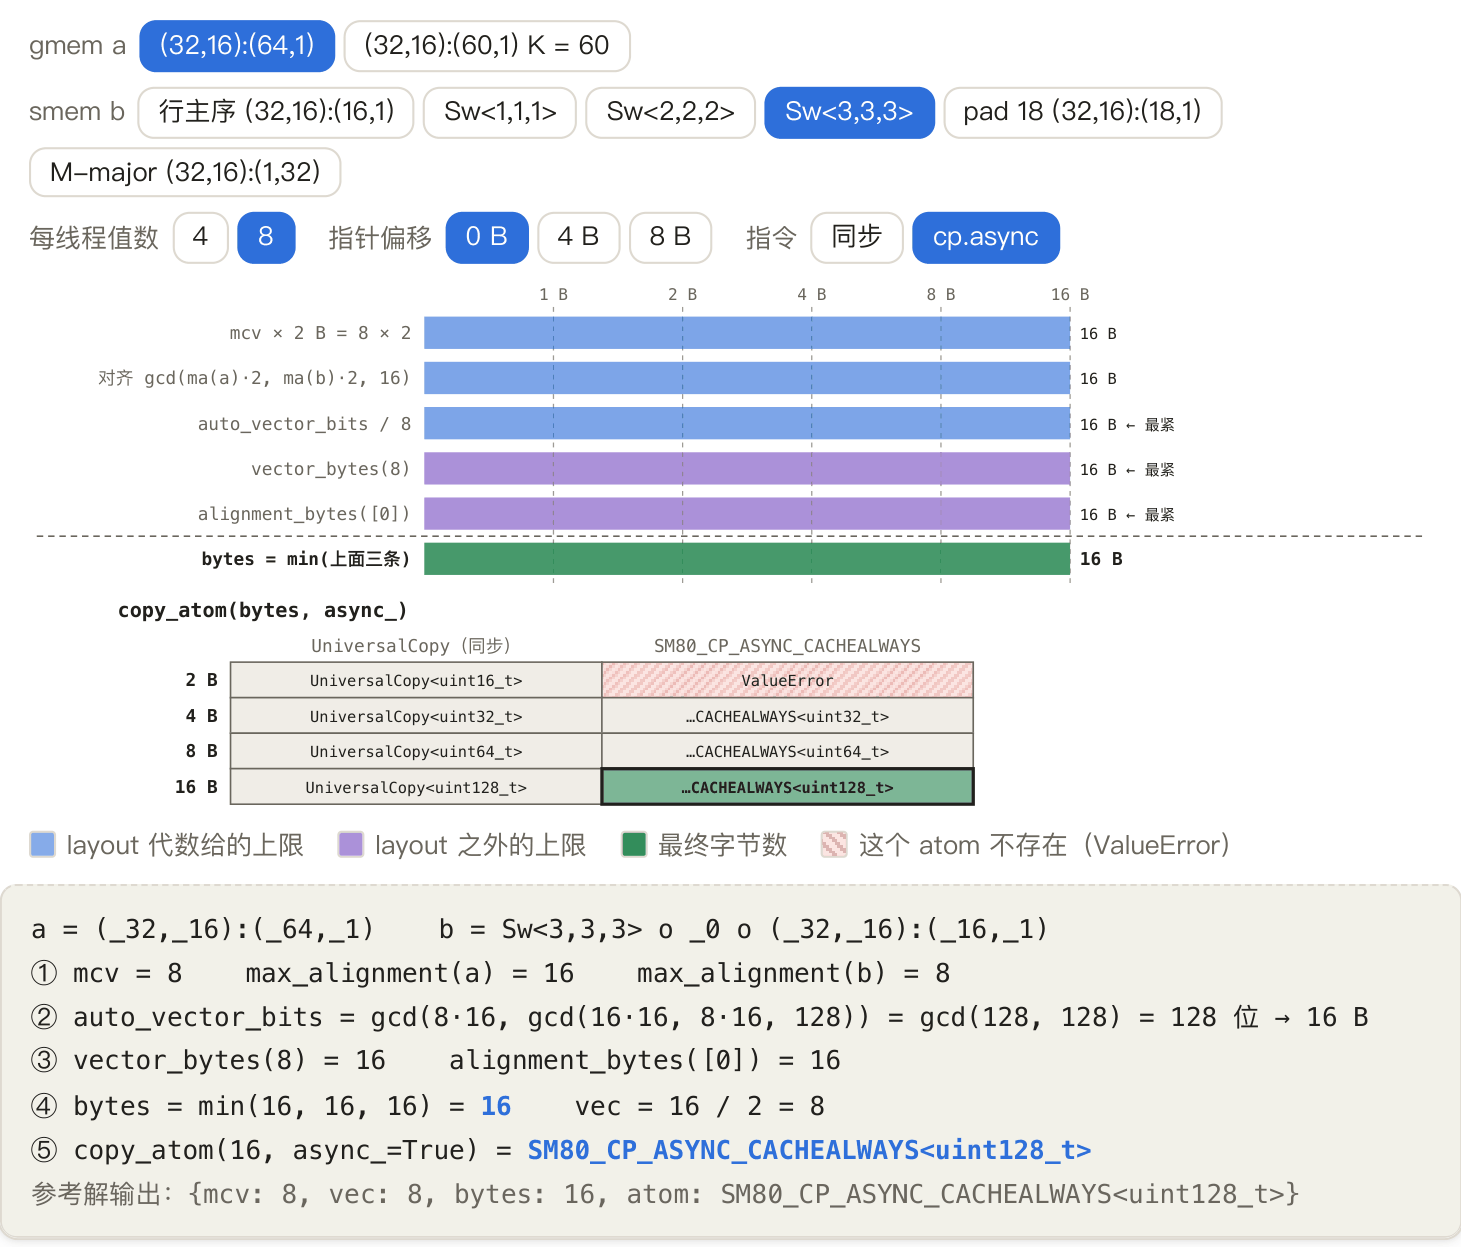 gmem a (32,16):(64,1) (32,16):(60,1) K = 60
smem b 行主序 (32,16):(16,1) Sw<1,1,1> Sw<2,2,2> Sw<3,3,3> pad 18 (32,16):(18,1)
M-major (32,16):(1,32)
每线程值数 4 8 指针偏移 0 B 4 B 8 B 指令 同步 cp.async
1 B 2 B 4 B 8 B 16 B
mcv × 2 B = 8 × 2 16 B
对齐 gcd(ma(a)·2, ma(b)·2, 16) 16 B
auto_vector_bits / 8 16 B ← 最紧
vector_bytes(8) 16 B ← 最紧
alignment_bytes([0]) 16 B ← 最紧
bytes = min(上面三条) 16 B
copy_atom(bytes, async_)
UniversalCopy (同步) SM80_CP_ASYNC_CACHEALWAYS
2 B UniversalCopy<uint16_t> ValueError
4 B UniversalCopy<uint32_t> …CACHEALWAYS<uint32_t>
8 B UniversalCopy<uint64_t> …CACHEALWAYS<uint64_t>
16 B UniversalCopy<uint128_t> …CACHEALWAYS<uint128_t>
layout 代数给的上限 layout 之外的上限 最终字节数 这个 atom 不存在（ValueError）
a = (_32,_16):(_64,_1) b = Sw<3,3,3> o _0 o (_32,_16):(_16,_1)
① mcv = 8 max_alignment(a) = 16 max_alignment(b) = 8
② auto_vector_bits = gcd(8·16, gcd(16·16, 8·16, 128)) = gcd(128, 128) = 128 位 → 16 B
③ vector_bytes(8) = 16 alignment_bytes([0]) = 16
④ bytes = min(16, 16, 16) = 16 vec = 16 / 2 = 8
⑤ copy_atom(16, async_=True) = SM80_CP_ASYNC_CACHEALWAYS<uint128_t>
参考解输出：{mcv: 8, vec: 8, bytes: 16, atom: SM80_CP_ASYNC_CACHEALWAYS<uint128_t>}